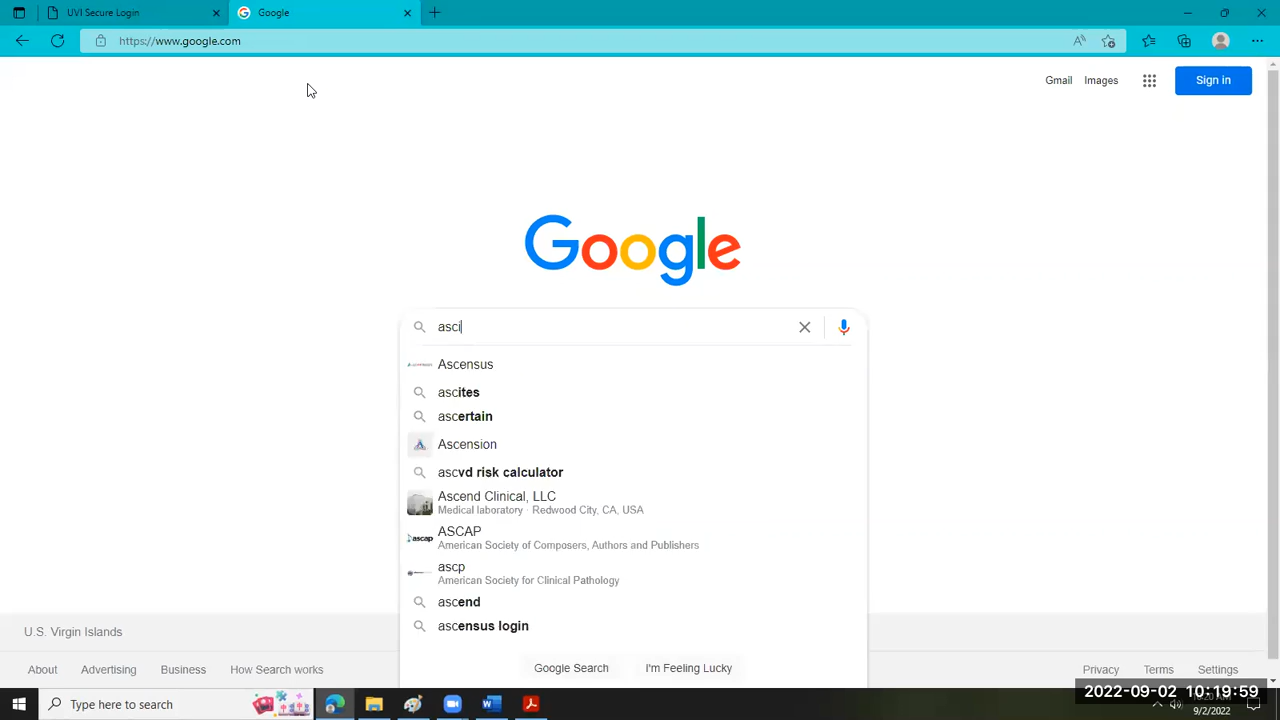 UVI Secure Login
Google
https://www.google.com
Gmail Images Sign in
Google
asci
Ascensus
ascites
ascertain
Ascension
ascvd risk calculator
Ascend Clinical, LLC
Medical laboratory · Redwood City, CA, USA
ASCAP
American Society of Composers, Authors and Publishers
ascp
American Society for Clinical Pathology
ascend
ascensus login
Google Search I'm Feeling Lucky
U.S. Virgin Islands
About Advertising Business How Search works Privacy Terms Settings
2022-09-02 10:19:59
Type here to search
9/2/2022